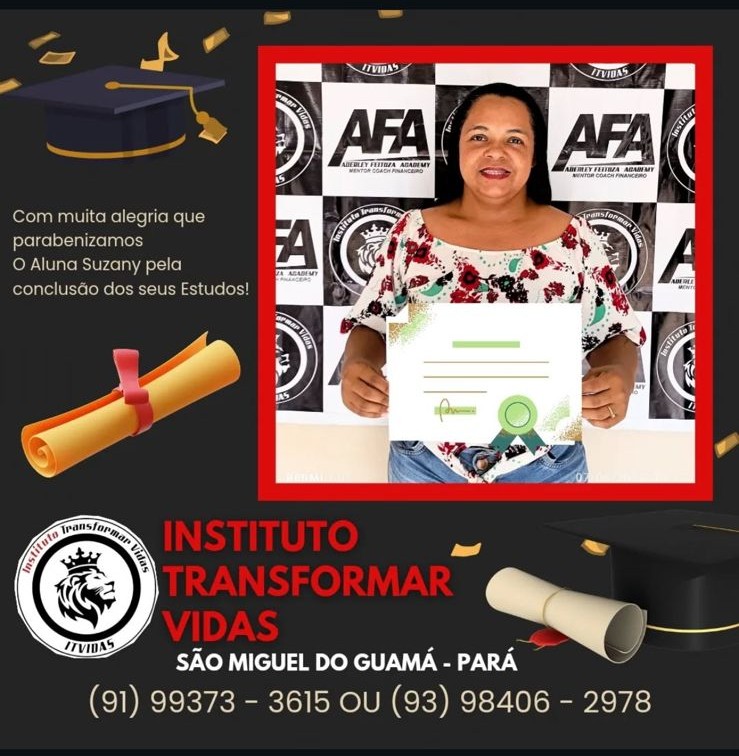 Com muita alegria que
parabenizamos
O Aluna Suzany pela
conclusão dos seus Estudos!
ITVIDAS
ITVIDAS
AFA
ADERLEY FEITOZA ACADEMY
MENTOR COACH FINANCEIRO
AFA
ADERLEY FEITOZA ACADEMY
MENTOR COACH FINANCEIRO
Instituto Transformar Vidas
ITVIDAS
INSTITUTO
TRANSFORMAR
VIDAS
SÃO MIGUEL DO GUAMÁ - PARÁ
(91) 99373 - 3615 OU (93) 98406 - 2978